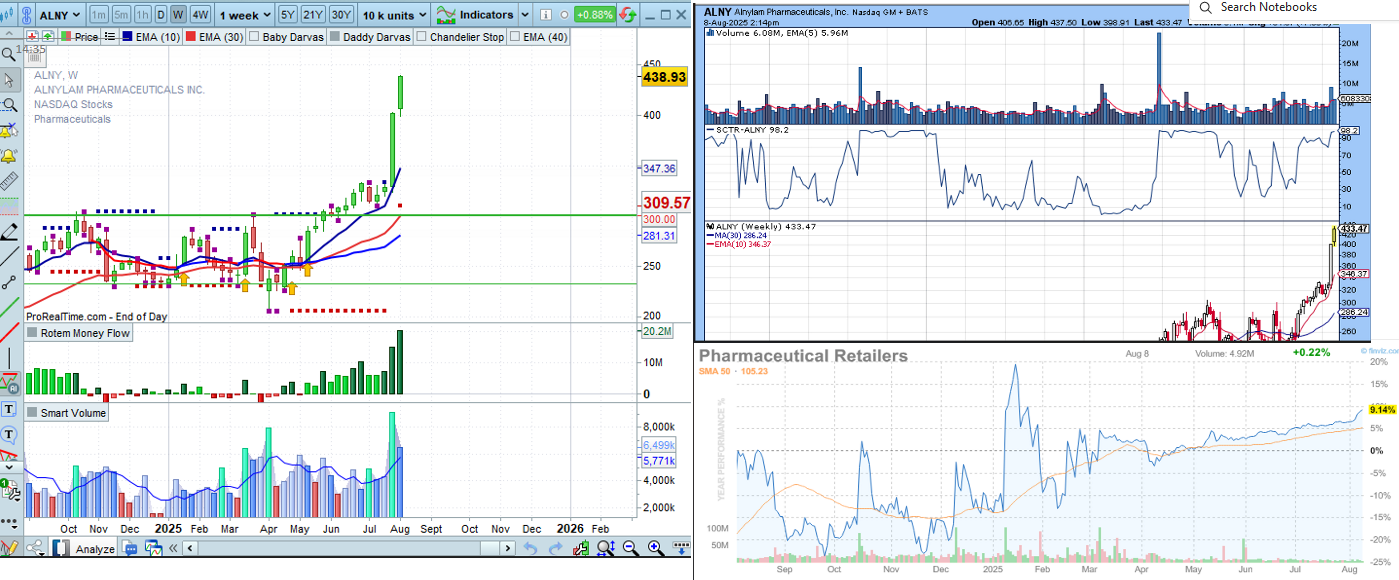 ALNY
1m 5m 1h D W 4W
1 week
5Y 21Y 30Y
10 k units
Indicators
+0.88%
Price EMA (10) EMA (30) Baby Darvas Daddy Darvas Chandelier Stop EMA (40)
14:35
ALNY, W
ALNYLAM PHARMACEUTICALS INC.
NASDAQ Stocks
Pharmaceuticals
450
438.93
400
347.36
309.57
300.00
281.31
250
200
ProRealTime.com - End of Day
Rotem Money Flow
20.2M
10M
0
Smart Volume
8,000k
6,499k
5,771k
4,000k
2,000k
Oct Nov Dec 2025 Feb Mar Apr May Jun Jul Aug Sept Oct Nov Dec 2026 Feb
Analyze
Search Notebooks
ALNY Alnylam Pharmaceuticals, Inc. Nasdaq GM + BATS
8-Aug-2025 2:14pm
Open 406.65 High 437.50 Low 398.91 Last 433.47
Volume 6.08M, EMA(5) 5.96M
20M
15M
10M
6083308
SCTR-ALNY 98.2
98.2
90
70
50
30
10
ALNY (Weekly) 433.47
MA(30) 286.24
EMA(10) 346.37
433.47
420
400
380
360
346.37
320
300
286.24
260
Pharmaceutical Retailers
Aug 8 Volume: 4.92M +0.22%
© finviz.com
SMA 50 · 105.23
YEAR PERFORMANCE %
20%
15%
10%
9.14%
5%
0%
-5%
-10%
-15%
-20%
-25%
100M
50M
Sep Oct Nov Dec 2025 Feb Mar Apr May Jun Jul Aug